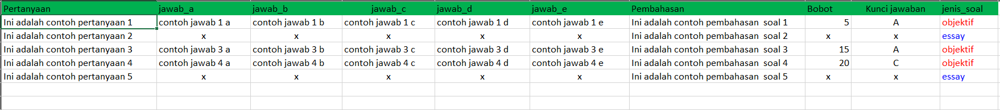 Pertanyaan jawab_a jawab_b jawab_c jawab_d jawab_e Pembahasan Bobot Kunci jawaban jenis_soal
Ini adalah contoh pertanyaan 1 contoh jawab 1 a contoh jawab 1 b contoh jawab 1 c contoh jawab 1 d contoh jawab 1 e Ini adalah contoh pembahasan  soal 1 5 A objektif
Ini adalah contoh pertanyaan 2 x x x x x Ini adalah contoh pembahasan  soal 2 x x essay
Ini adalah contoh pertanyaan 3 contoh jawab 3 a contoh jawab 3 b contoh jawab 3 c contoh jawab 3 d contoh jawab 3 e Ini adalah contoh pembahasan  soal 3 15 A objektif
Ini adalah contoh pertanyaan 4 contoh jawab 4 a contoh jawab 4 b contoh jawab 4 c contoh jawab 4 d contoh jawab 4 e Ini adalah contoh pembahasan  soal 4 20 C objektif
Ini adalah contoh pertanyaan 5 x x x x x Ini adalah contoh pembahasan  soal 5 x x essay